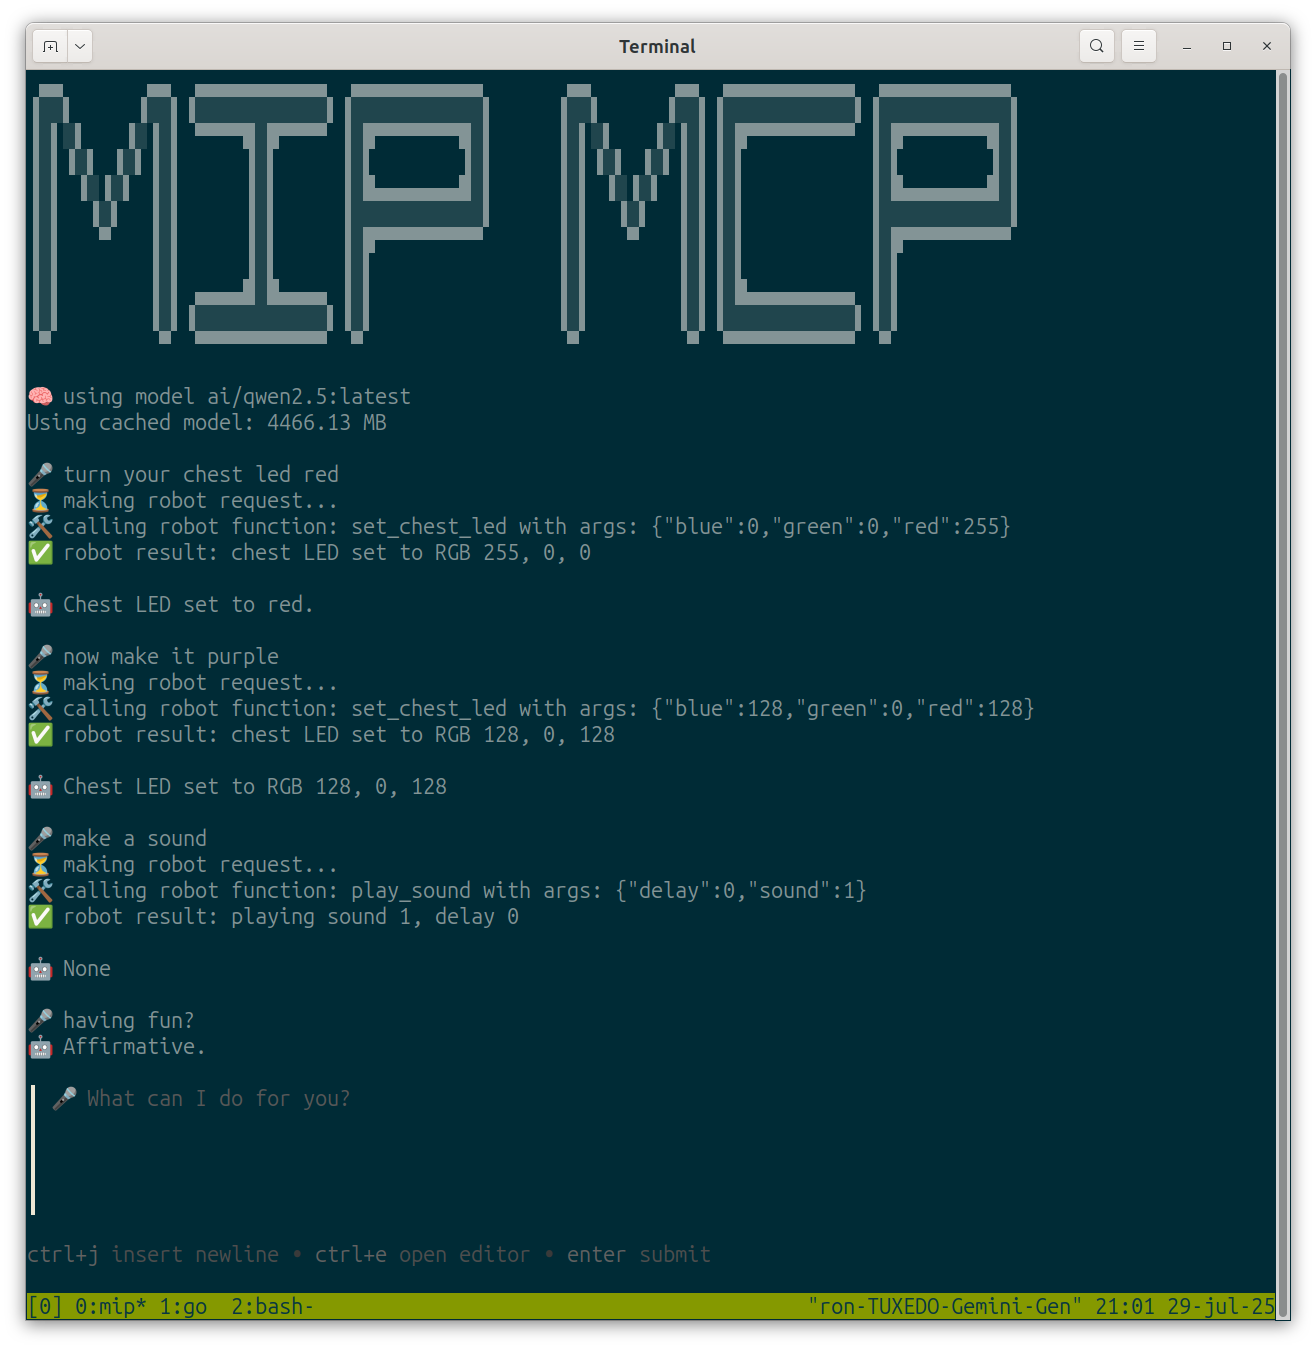 Terminal
MIP MCP
🧠 using model ai/qwen2.5:latest
Using cached model: 4466.13 MB
🎤 turn your chest led red
⏳ making robot request...
🛠 calling robot function: set_chest_led with args: {"blue":0,"green":0,"red":255}
✅ robot result: chest LED set to RGB 255, 0, 0
🤖 Chest LED set to red.
🎤 now make it purple
⏳ making robot request...
🛠 calling robot function: set_chest_led with args: {"blue":128,"green":0,"red":128}
✅ robot result: chest LED set to RGB 128, 0, 128
🤖 Chest LED set to RGB 128, 0, 128
🎤 make a sound
⏳ making robot request...
🛠 calling robot function: play_sound with args: {"delay":0,"sound":1}
✅ robot result: playing sound 1, delay 0
🤖 None
🎤 having fun?
🤖 Affirmative.
🎤 What can I do for you?
ctrl+j insert newline • ctrl+e open editor • enter submit
[0] 0:mip* 1:go  2:bash- "ron-TUXEDO-Gemini-Gen" 21:01 29-jul-25